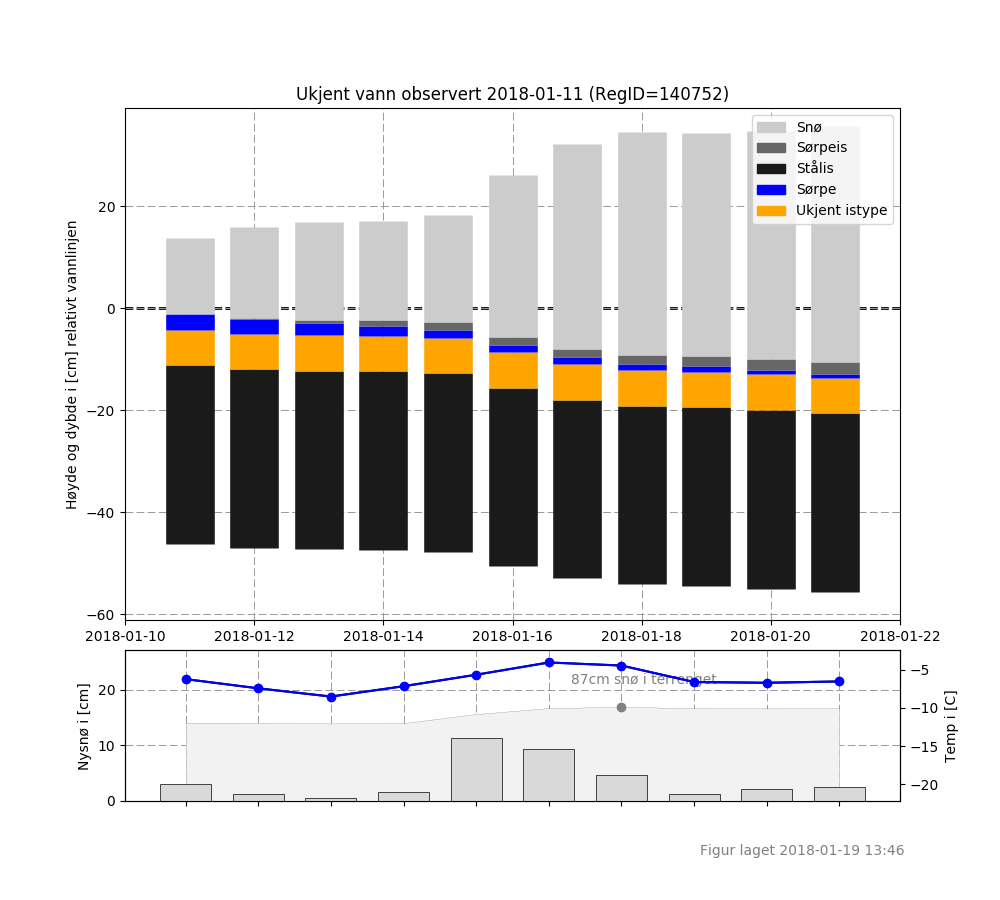 Ukjent vann observert 2018-01-11 (RegID=140752)
Snø
Sørpeis
Stålis
Sørpe
Ukjent istype
Høyde og dybde i [cm] relativt vannlinjen
20
0
−20
−40
−60
2018-01-10 2018-01-12 2018-01-14 2018-01-16 2018-01-18 2018-01-20 2018-01-22
Nysnø i [cm]
20
10
0
87cm snø i terrenget
−5
−10
−15
−20
Temp i [C]
Figur laget 2018-01-19 13:46